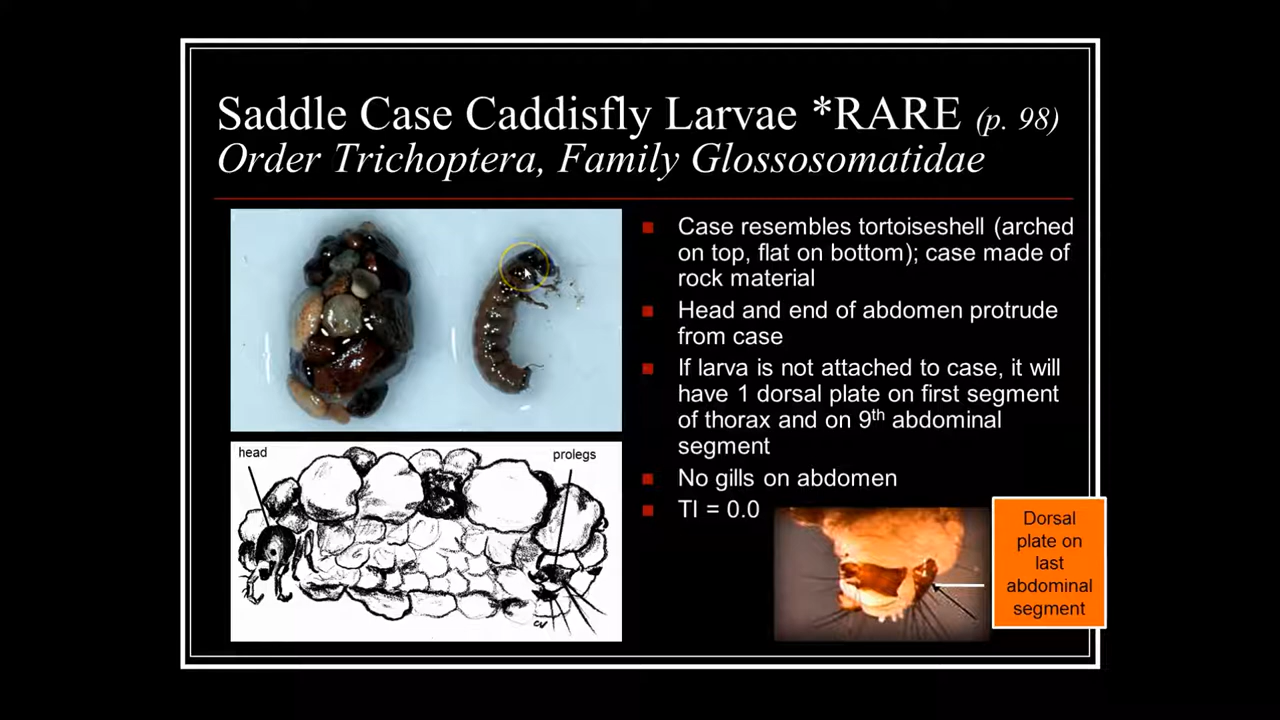 Saddle Case Caddisfly Larvae *RARE (p. 98)
Order Trichoptera, Family Glossosomatidae
Case resembles tortoiseshell (arched
on top, flat on bottom); case made of
rock material
Head and end of abdomen protrude
from case
If larva is not attached to case, it will
have 1 dorsal plate on first segment
of thorax and on 9th abdominal
segment
No gills on abdomen
TI = 0.0
head
prolegs
Dorsal
plate on
last
abdominal
segment